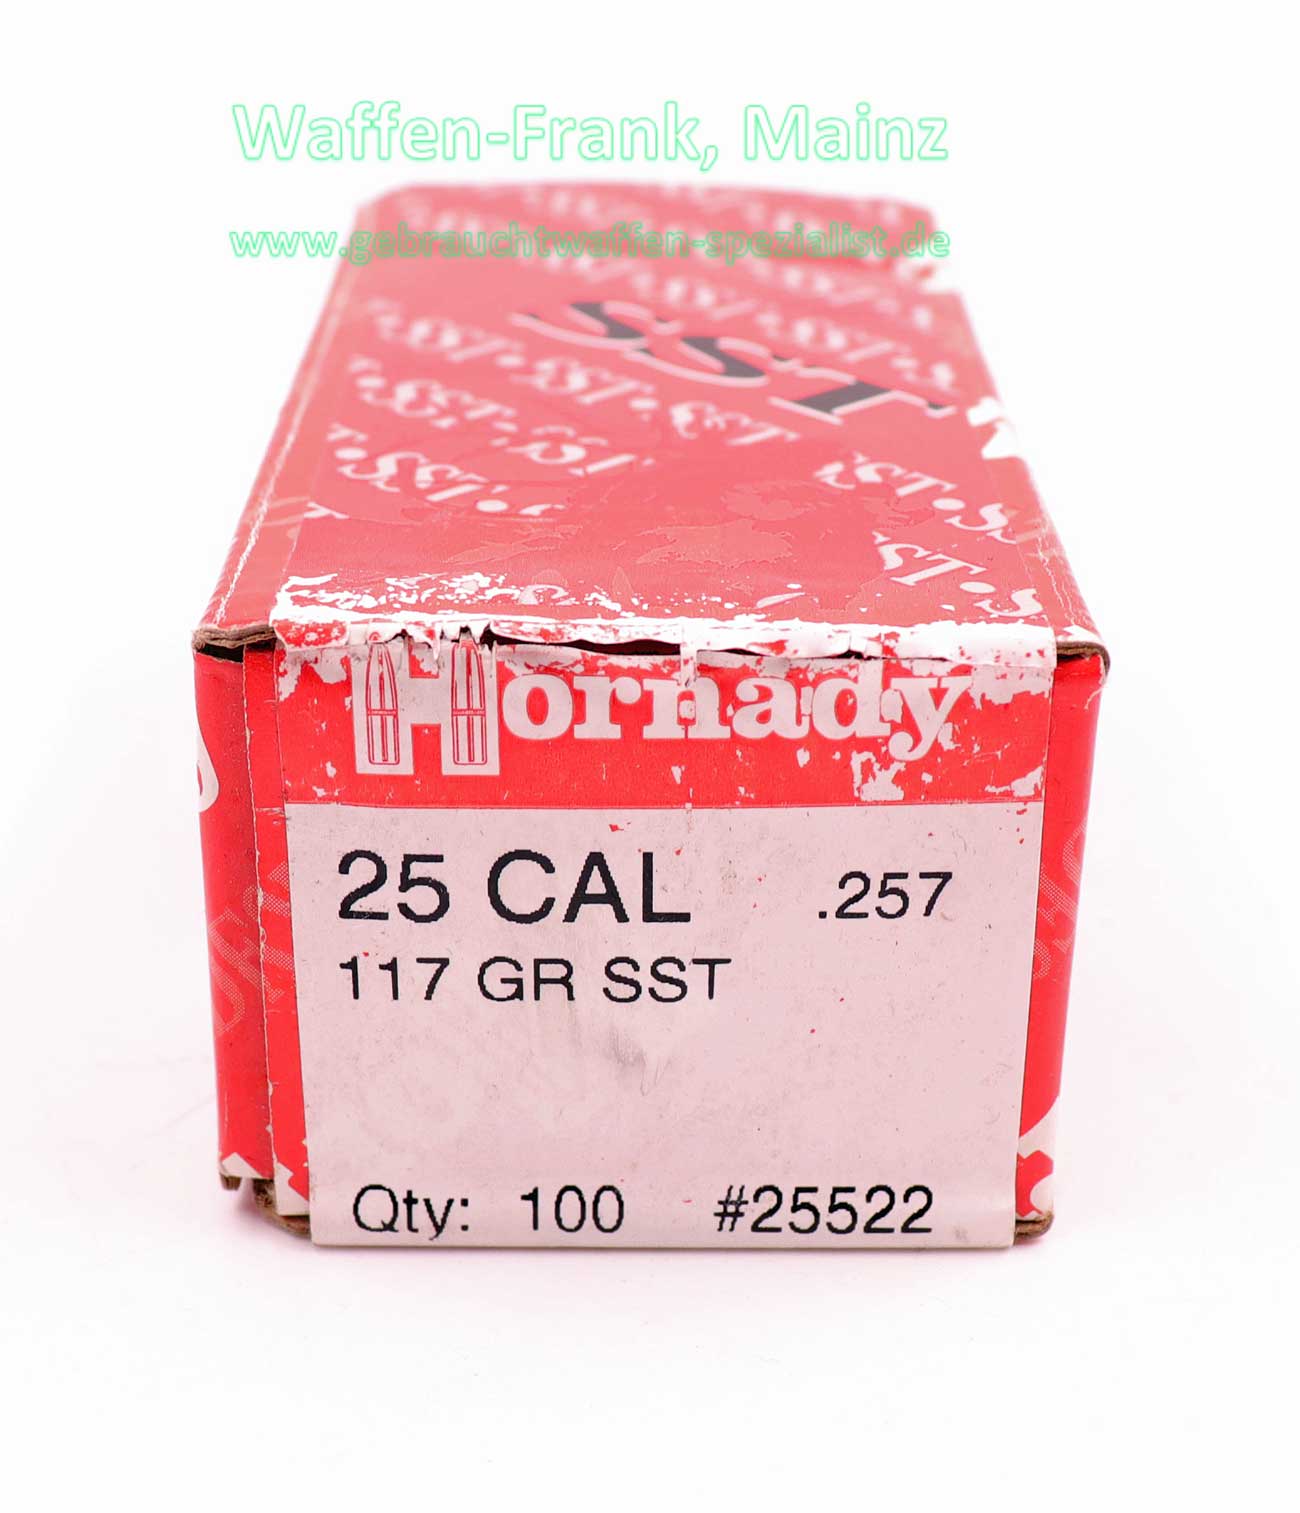 Waffen-Frank, Mainz
www.gebrauchtwaffen-spezialist.de
SST
Hornady
25 CAL .257
117 GR SST
Qty: 100 #25522